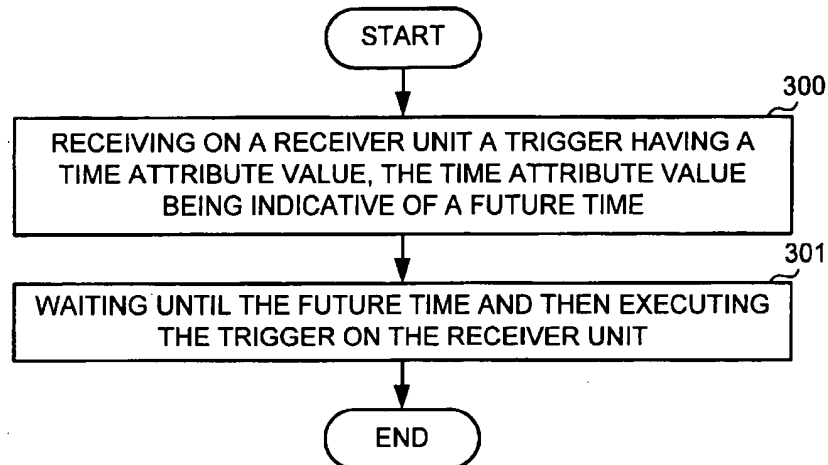 START
300
RECEIVING ON A RECEIVER UNIT A TRIGGER HAVING A
TIME ATTRIBUTE VALUE, THE TIME ATTRIBUTE VALUE
BEING INDICATIVE OF A FUTURE TIME
301
WAITING UNTIL THE FUTURE TIME AND THEN EXECUTING
THE TRIGGER ON THE RECEIVER UNIT
END